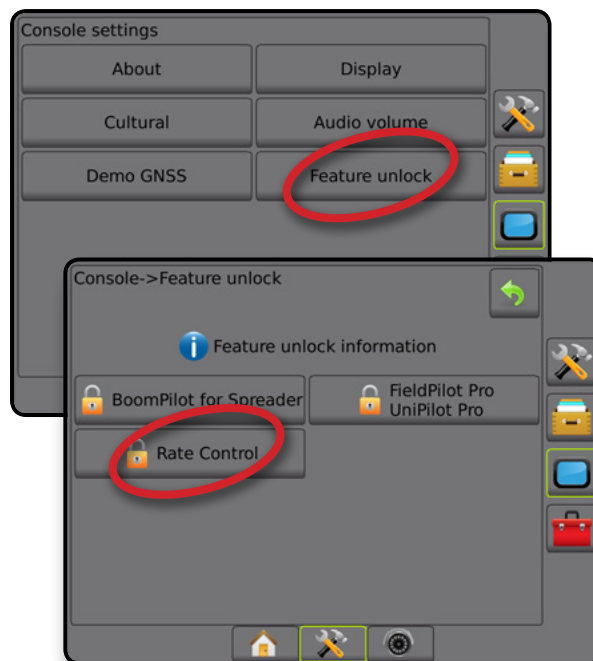 Console settings
About
Display
Cultural
Audio volume
Demo GNSS
Feature unlock
Console->Feature unlock
Feature unlock information
BoomPilot for Spreader
FieldPilot Pro
UniPilot Pro
Rate Control